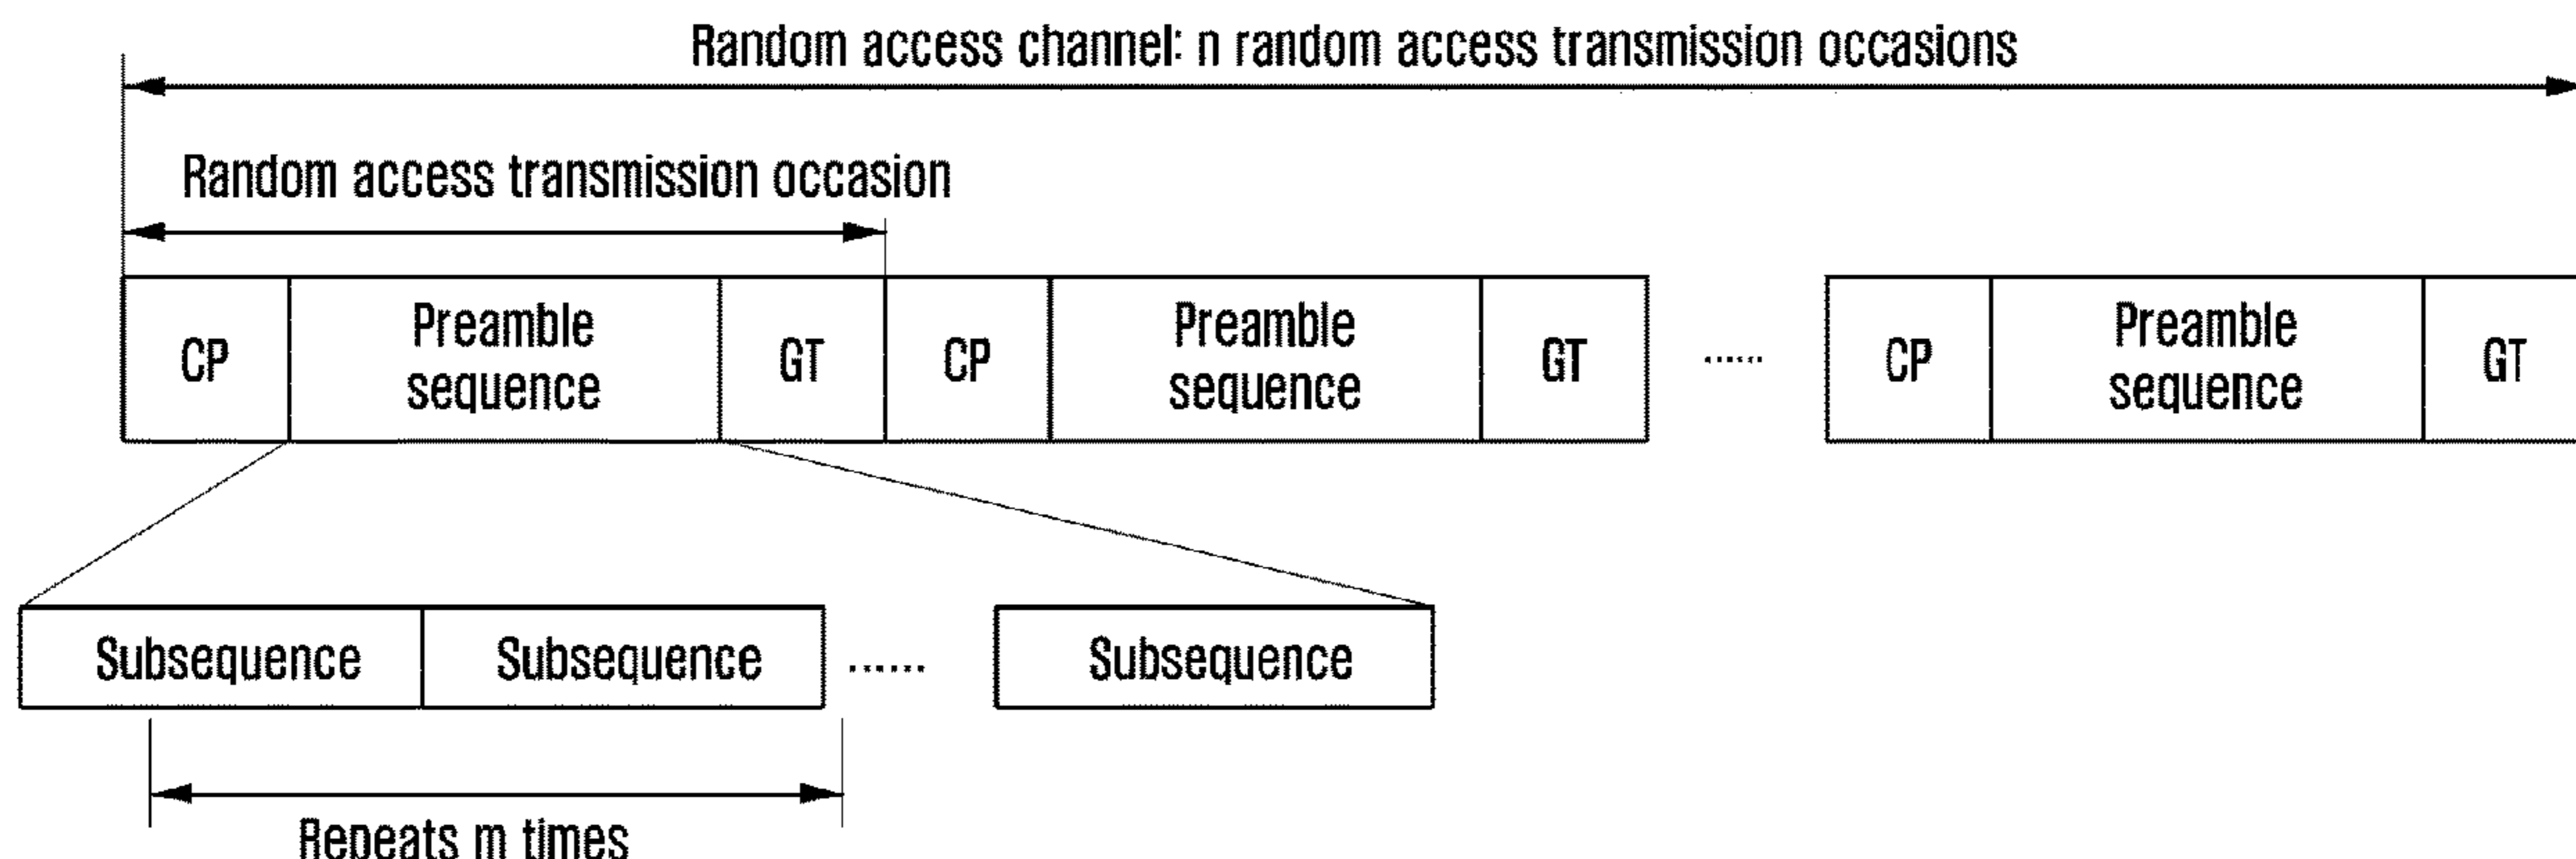 Random access channel: n random access transmission occasions
Random access transmission occasion
CP
Preamble
sequence
GT
CP
Preamble
sequence
GT
......
CP
Preamble
sequence
GT
Subsequence
Subsequence
......
Subsequence
Repeats m times